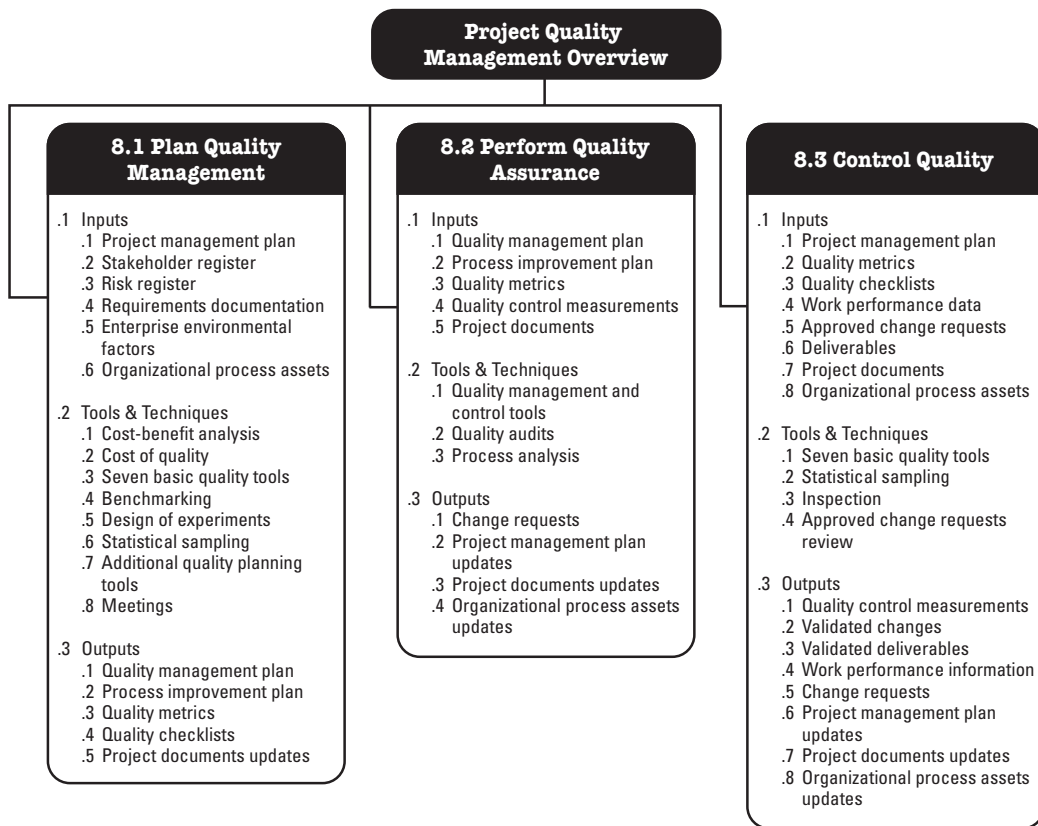 Project Quality
Management Overview
8.1 Plan Quality
Management
.1 Inputs
.1 Project management plan
.2 Stakeholder register
.3 Risk register
.4 Requirements documentation
.5 Enterprise environmental
factors
.6 Organizational process assets
.2 Tools & Techniques
.1 Cost-benefit analysis
.2 Cost of quality
.3 Seven basic quality tools
.4 Benchmarking
.5 Design of experiments
.6 Statistical sampling
.7 Additional quality planning
tools
.8 Meetings
.3 Outputs
.1 Quality management plan
.2 Process improvement plan
.3 Quality metrics
.4 Quality checklists
.5 Project documents updates
8.2 Perform Quality
Assurance
.1 Inputs
.1 Quality management plan
.2 Process improvement plan
.3 Quality metrics
.4 Quality control measurements
.5 Project documents
.2 Tools & Techniques
.1 Quality management and
control tools
.2 Quality audits
.3 Process analysis
.3 Outputs
.1 Change requests
.2 Project management plan
updates
.3 Project documents updates
.4 Organizational process assets
updates
8.3 Control Quality
.1 Inputs
.1 Project management plan
.2 Quality metrics
.3 Quality checklists
.4 Work performance data
.5 Approved change requests
.6 Deliverables
.7 Project documents
.8 Organizational process assets
.2 Tools & Techniques
.1 Seven basic quality tools
.2 Statistical sampling
.3 Inspection
.4 Approved change requests
review
.3 Outputs
.1 Quality control measurements
.2 Validated changes
.3 Validated deliverables
.4 Work performance information
.5 Change requests
.6 Project management plan
updates
.7 Project documents updates
.8 Organizational process assets
updates